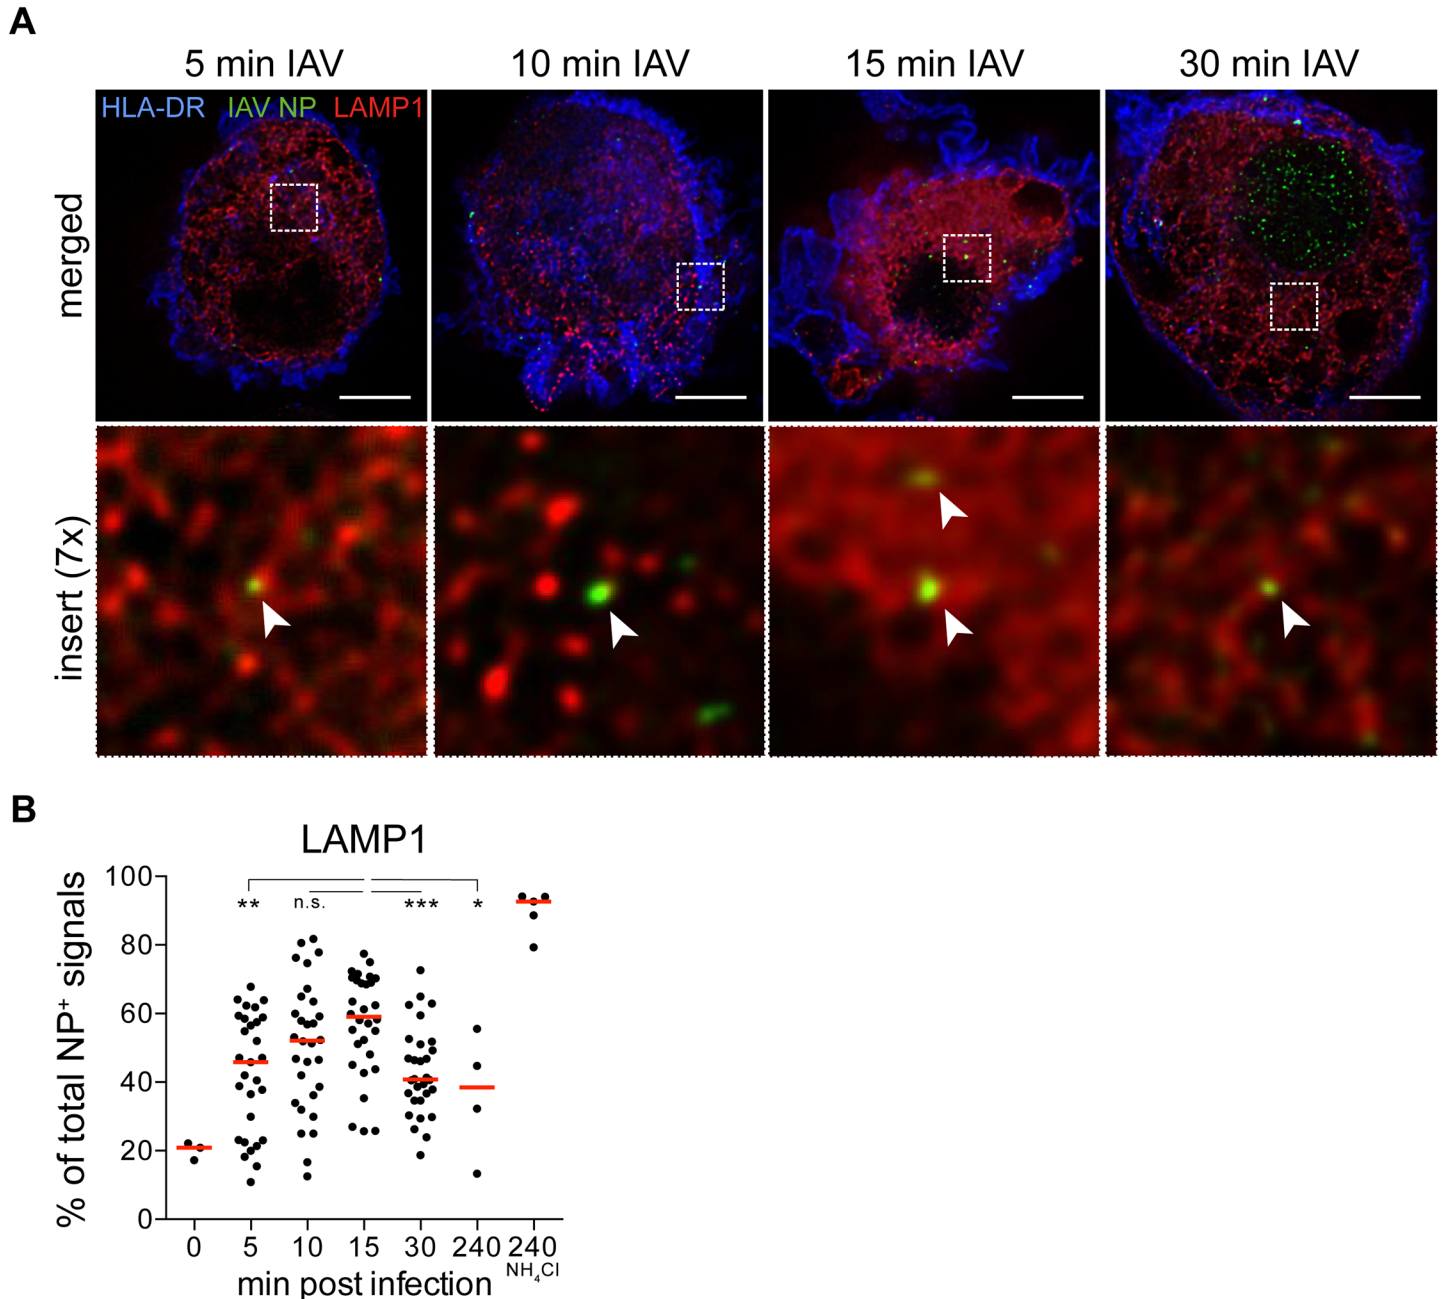 A
5 min IAV 10 min IAV 15 min IAV 30 min IAV
HLA-DR IAV NP LAMP1
merged
insert (7x)
B
LAMP1
% of total NP⁺ signals
100
80
60
40
20
0
** n.s. *** *
0 5 10 15 30 240 240
NH₄Cl
min post infection